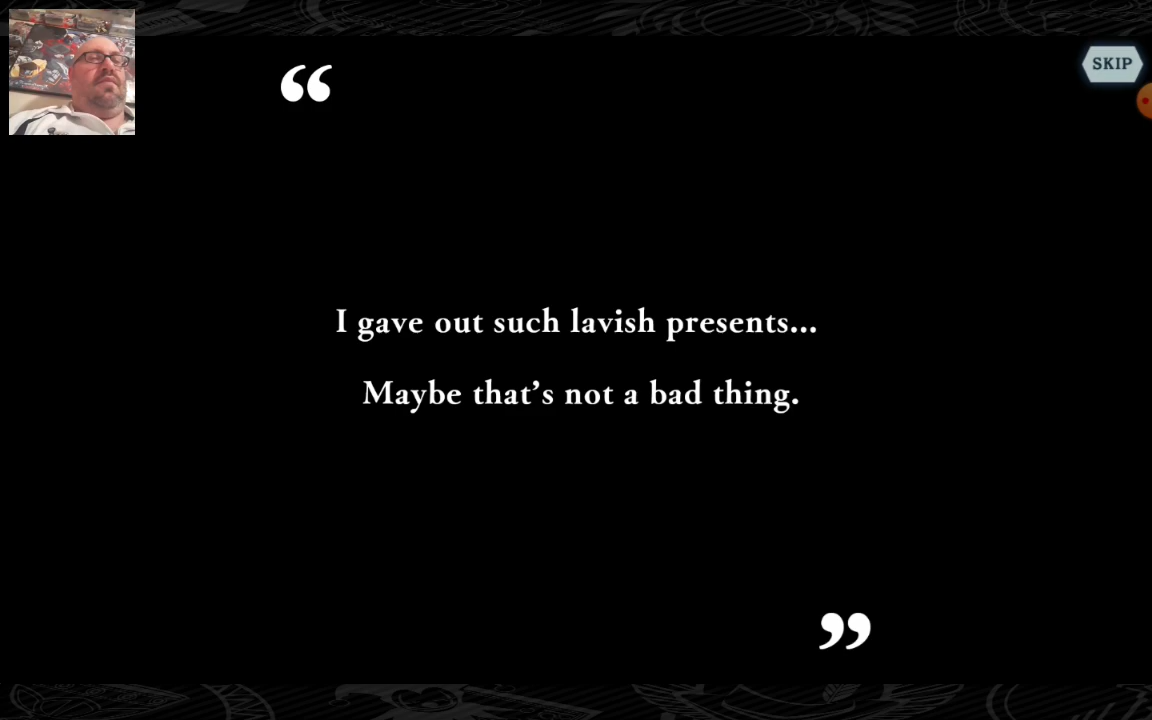 SKIP
“
I gave out such lavish presents...
Maybe that’s not a bad thing.
”